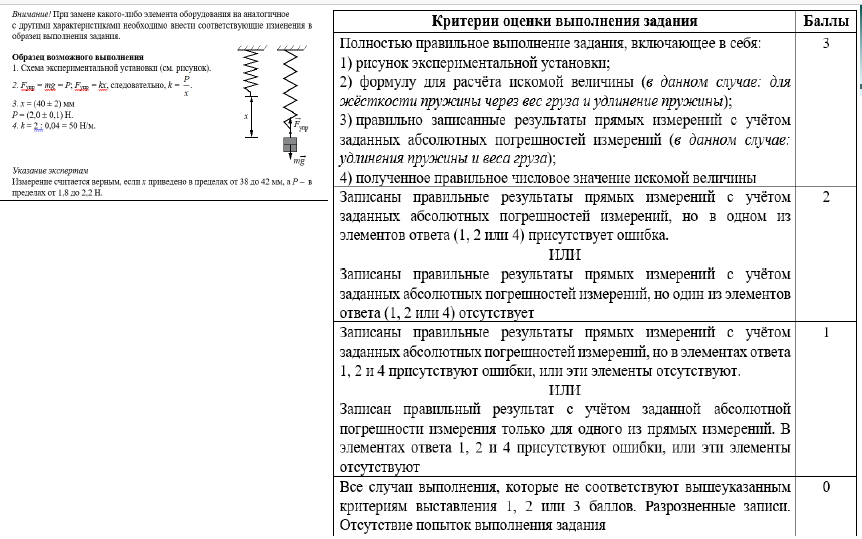 Внимание! При замене какого-либо элемента оборудования на аналогичное
с другими характеристиками необходимо внести соответствующие изменения в
образец выполнения задания.
Образец возможного выполнения
1. Схема экспериментальной установки (см. рисунок).
2. Fупр = mg = P; Fупр = kx, следовательно, k = P/x.
3. x = (40 ± 2) мм
P = (2,0 ± 0,1) Н.
4. k = 2 : 0,04 = 50 Н/м.
x
Fупр
mg
Указание экспертам
Измерение считается верным, если x приведено в пределах от 38 до 42 мм, а P – в
пределах от 1,8 до 2,2 Н.
Критерии оценки выполнения задания Баллы
Полностью правильное выполнение задания, включающее в себя: 3
1) рисунок экспериментальной установки;
2) формулу для расчёта искомой величины (в данном случае: для
жёсткости пружины через вес груза и удлинение пружины);
3) правильно записанные результаты прямых измерений с учётом
заданных абсолютных погрешностей измерений (в данном случае:
удлинения пружины и веса груза);
4) полученное правильное числовое значение искомой величины
Записаны правильные результаты прямых измерений с учётом 2
заданных абсолютных погрешностей измерений, но в одном из
элементов ответа (1, 2 или 4) присутствует ошибка.
ИЛИ
Записаны правильные результаты прямых измерений с учётом
заданных абсолютных погрешностей измерений, но один из элементов
ответа (1, 2 или 4) отсутствует
Записаны правильные результаты прямых измерений с учётом 1
заданных абсолютных погрешностей измерений, но в элементах ответа
1, 2 и 4 присутствуют ошибки, или эти элементы отсутствуют.
ИЛИ
Записан правильный результат с учётом заданной абсолютной
погрешности измерения только для одного из прямых измерений. В
элементах ответа 1, 2 и 4 присутствуют ошибки, или эти элементы
отсутствуют
Все случаи выполнения, которые не соответствуют вышеуказанным 0
критериям выставления 1, 2 или 3 баллов. Разрозненные записи.
Отсутствие попыток выполнения задания